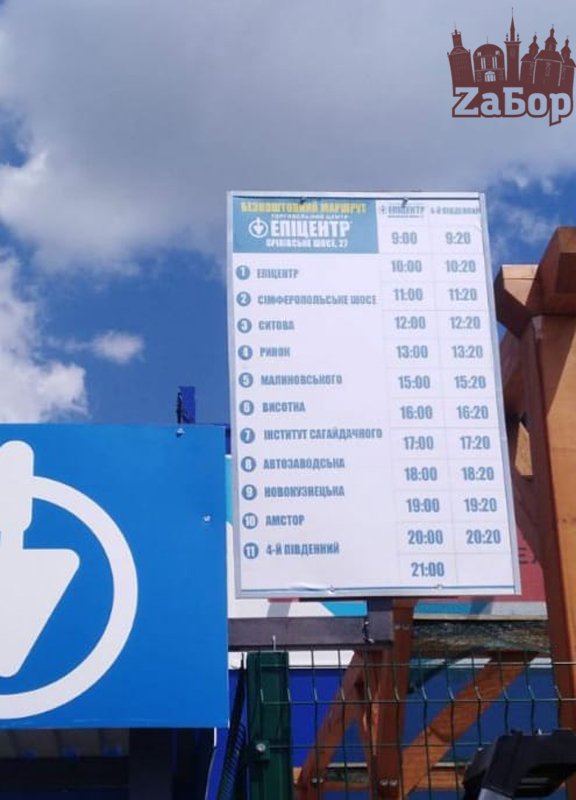 ZаБор
БЕЗКОШТОВНИЙ МАРШРУТ
ТОРГОВЕЛЬНИЙ ЦЕНТР
ЕПІЦЕНТР
ОРІХІВСЬКЕ ШОСЕ, 27
1 ЕПІЦЕНТР
2 СІМФЕРОПОЛЬСЬКЕ ШОСЕ
3 СИТОВА
4 РИНОК
5 МАЛИНОВСЬКОГО
6 ВИСОТНА
7 ІНСТИТУТ САГАЙДАЧНОГО
8 АВТОЗАВОДСЬКА
9 НОВОКУЗНЕЦЬКА
10 АМСТОР
11 4-Й ПІВДЕННИЙ
ЕПІЦЕНТР 4-Й ПІВДЕННИЙ
9:00 9:20
10:00 10:20
11:00 11:20
12:00 12:20
13:00 13:20
15:00 15:20
16:00 16:20
17:00 17:20
18:00 18:20
19:00 19:20
20:00 20:20
21:00